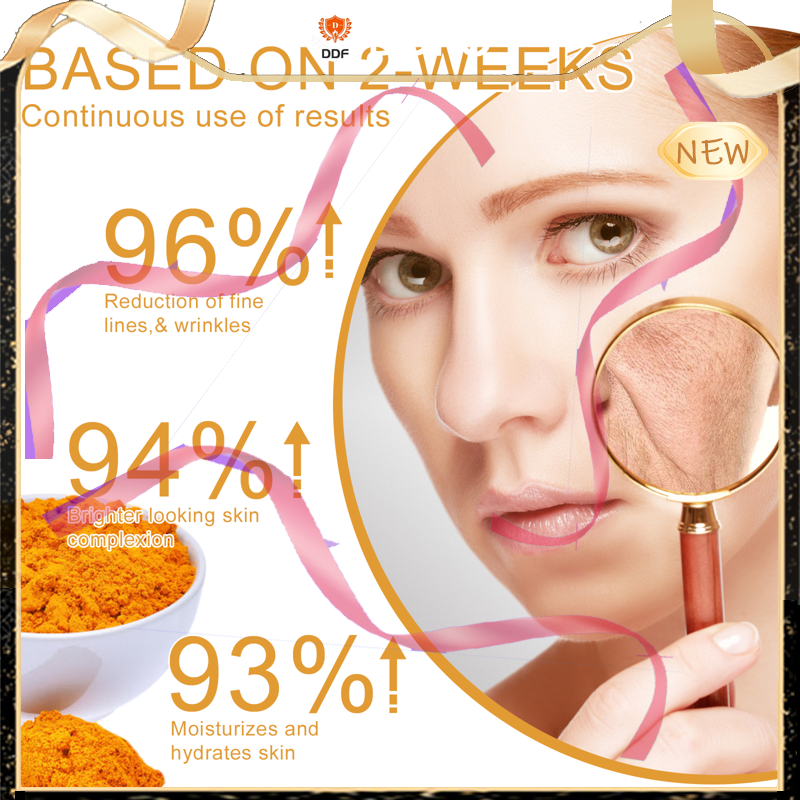 D
DDF
BASED ON 2-WEEKS
Continuous use of results
NEW
96%
Reduction of fine
lines,& wrinkles
94%
Brighter looking skin
complexion
93%
Moisturizes and
hydrates skin